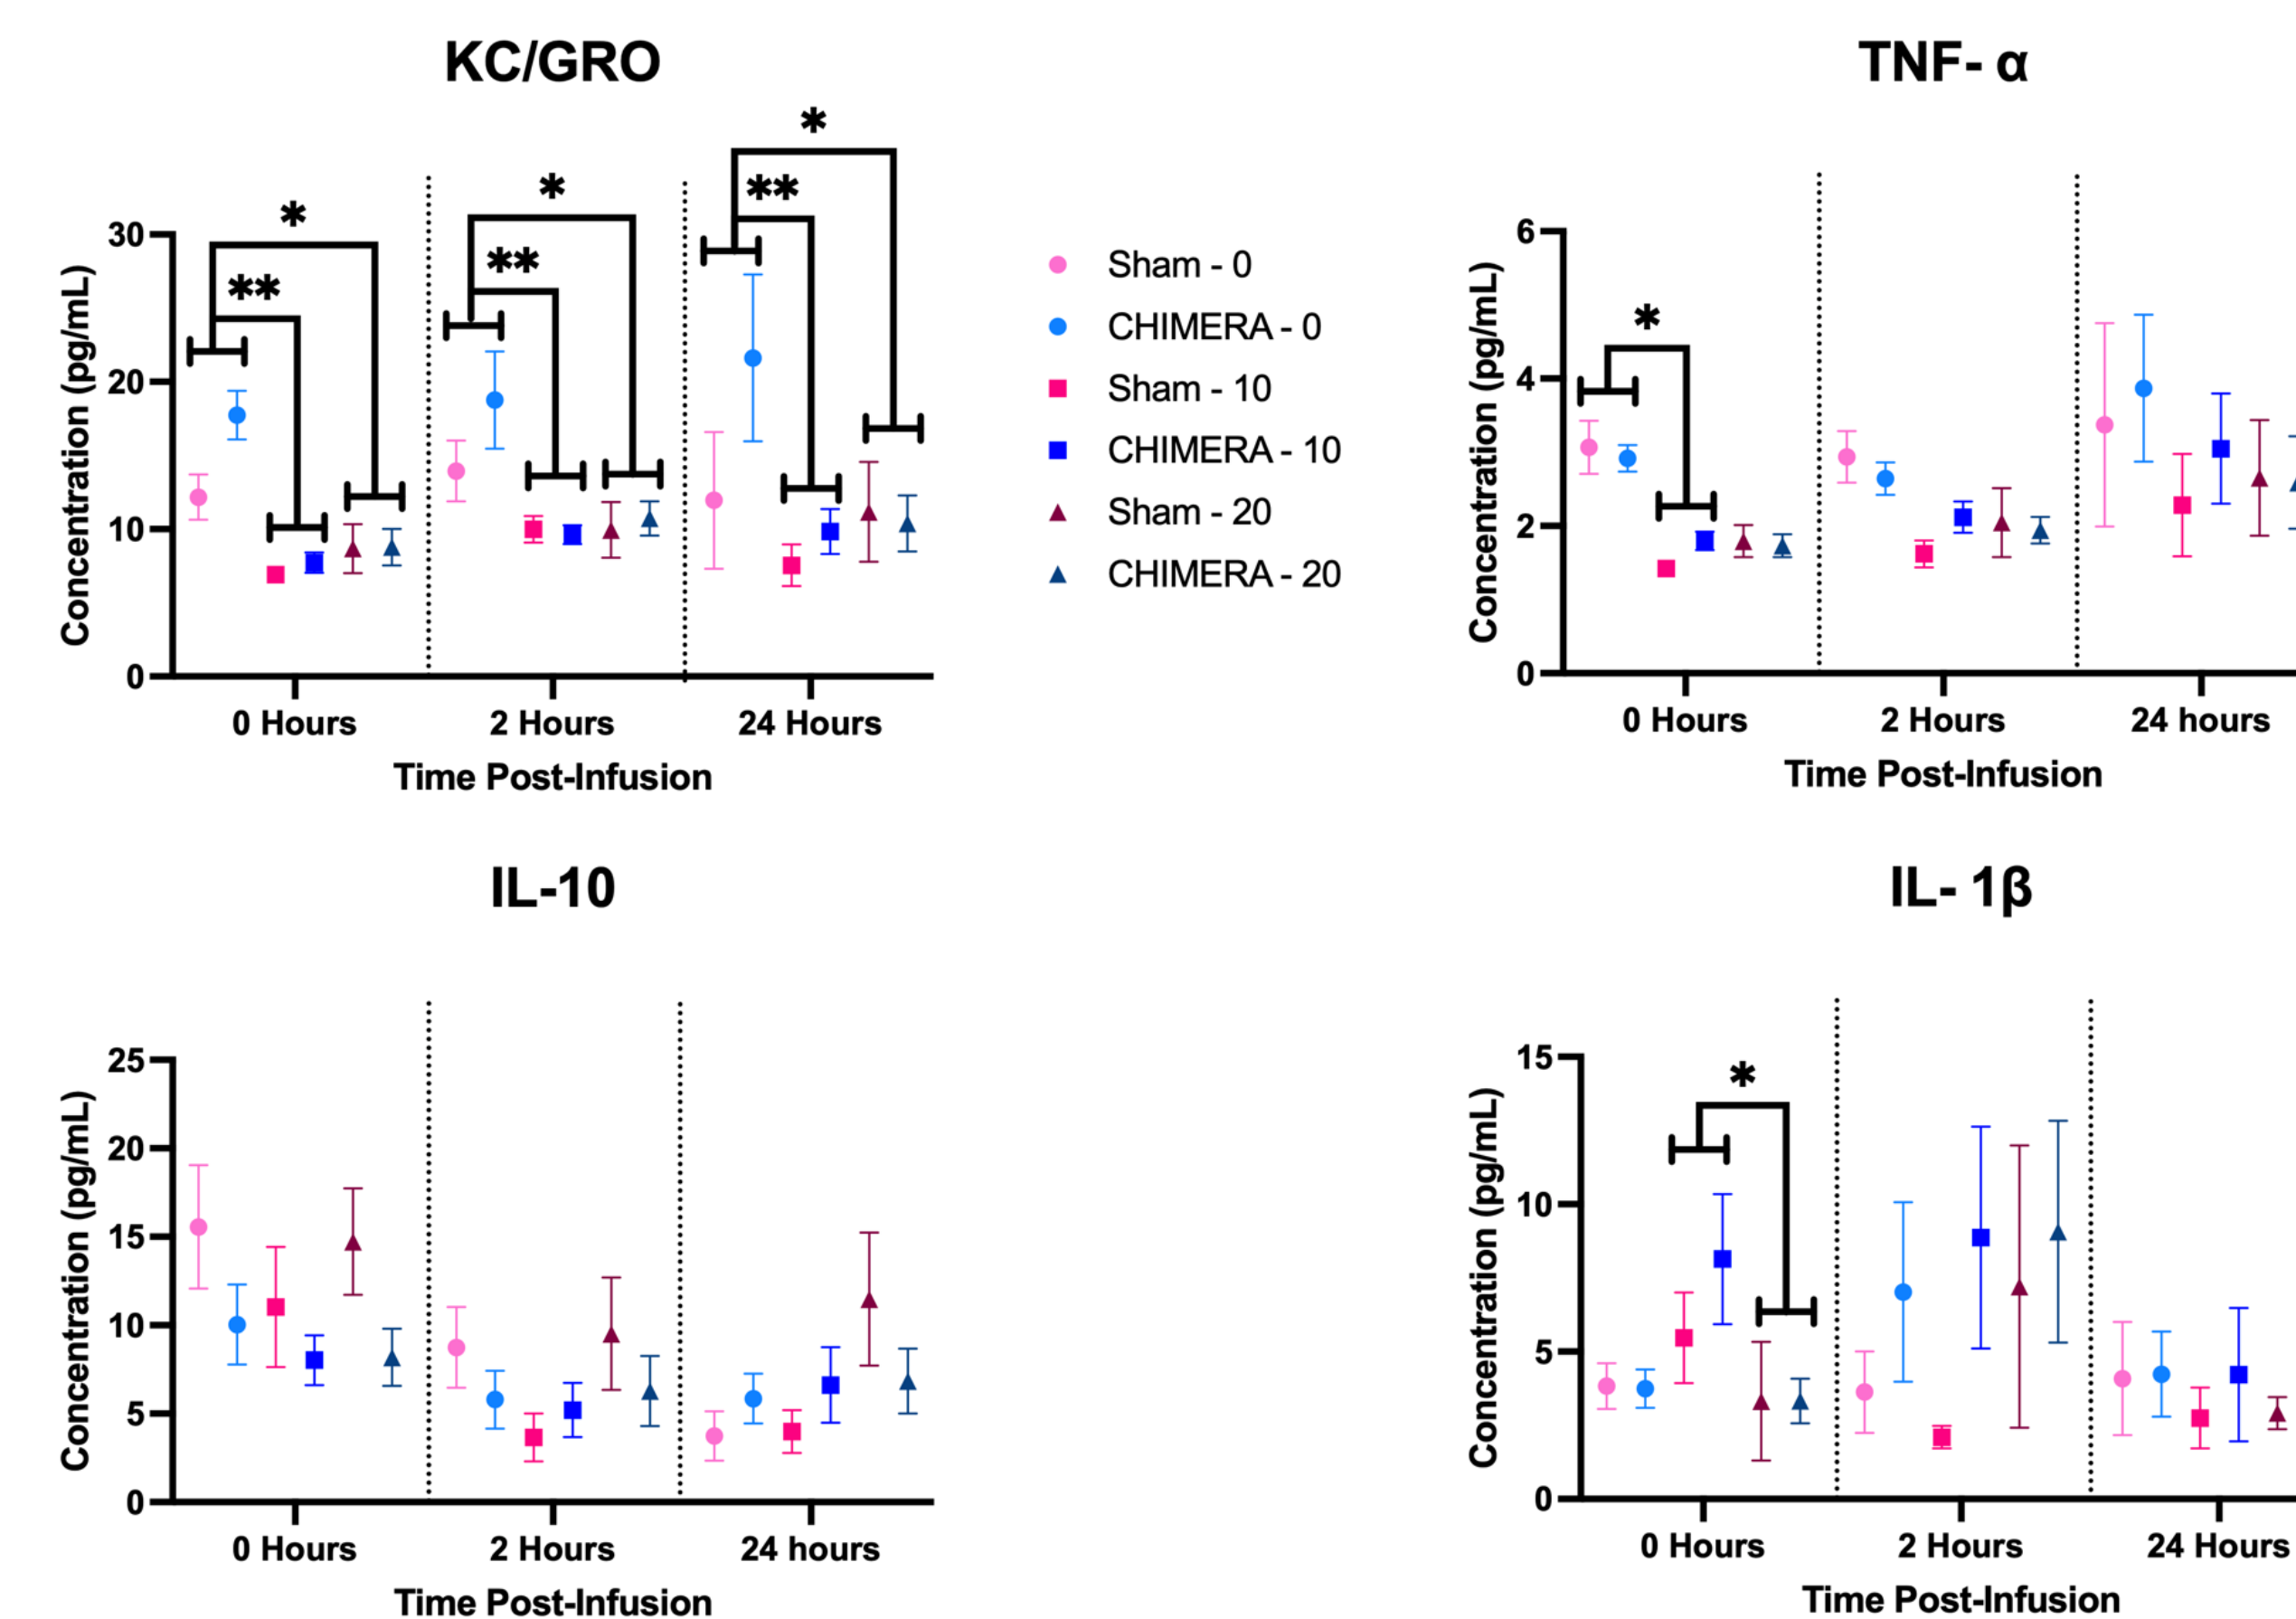 KC/GRO
✱
✱✱
✱
✱✱
✱
✱✱
Concentration (pg/mL)
30
20
10
0
0 Hours
2 Hours
24 Hours
Time Post-Infusion
Sham - 0
CHIMERA - 0
Sham - 10
CHIMERA - 10
Sham - 20
CHIMERA - 20
TNF- α
✱
Concentration (pg/mL)
6
4
2
0
0 Hours
2 Hours
24 hours
Time Post-Infusion
IL-10
Concentration (pg/mL)
25
20
15
10
5
0
0 Hours
2 Hours
24 hours
Time Post-Infusion
IL- 1β
✱
Concentration (pg/mL)
15
10
5
0
0 Hours
2 Hours
24 Hours
Time Post-Infusion